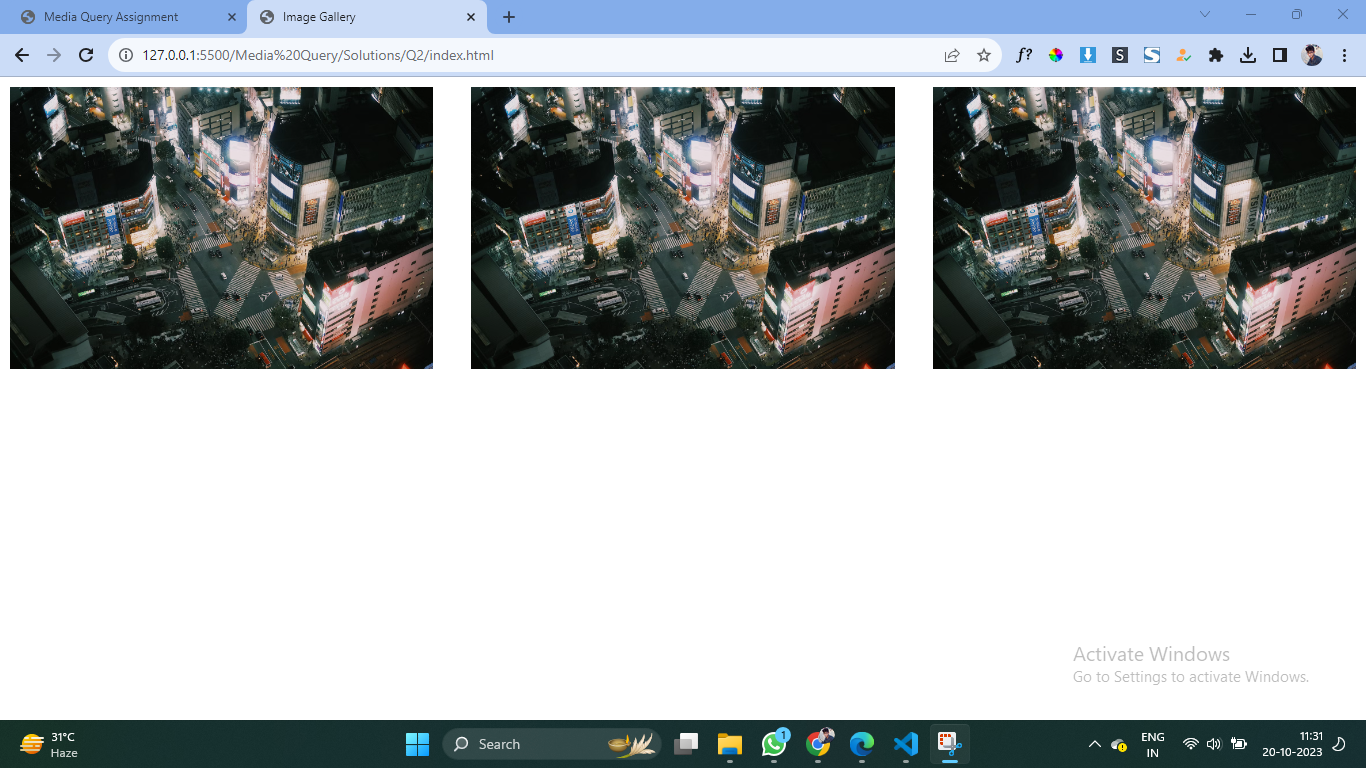 Media Query Assignment
Image Gallery
127.0.0.1:5500/Media%20Query/Solutions/Q2/index.html
f?
S
S
Activate Windows
Go to Settings to activate Windows.
31°C
Haze
Search
1
ENG
IN
11:31
20-10-2023